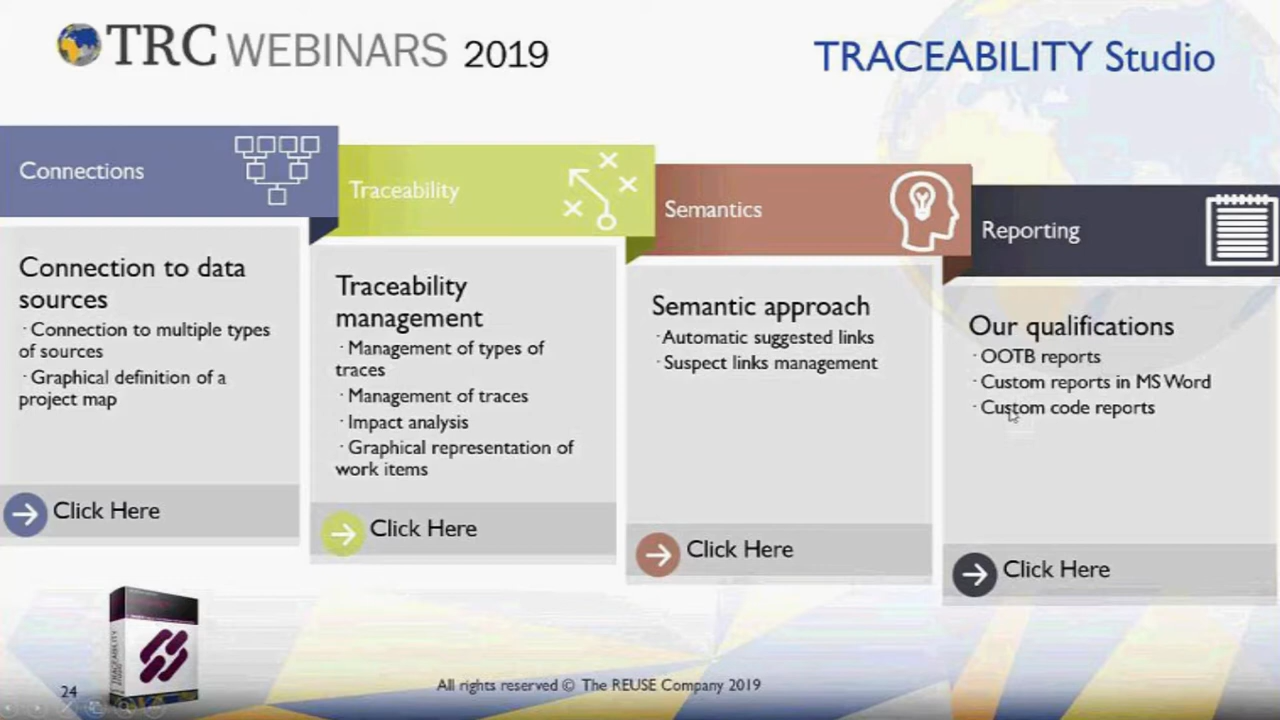 TRC WEBINARS 2019
TRACEABILITY Studio
Connections
Connection to data
sources
· Connection to multiple types
of sources
· Graphical definition of a
project map
Click Here
Traceability
Traceability
management
· Management of types of
traces
· Management of traces
· Impact analysis
· Graphical representation of
work items
Click Here
Semantics
Semantic approach
· Automatic suggested links
· Suspect links management
Click Here
Reporting
Our qualifications
· OOTB reports
· Custom reports in MS Word
· Custom code reports
Click Here
TRACEABILITY
24
All rights reserved © The REUSE Company 2019